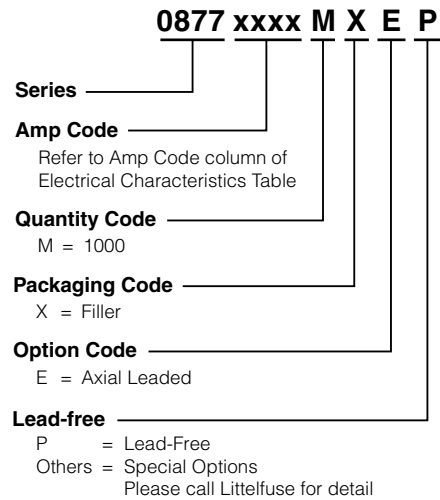 0877 xxxx M X E P
Series
Amp Code
Refer to Amp Code column of
Electrical Characteristics Table
Quantity Code
M = 1000
Packaging Code
X = Filler
Option Code
E = Axial Leaded
Lead-free
P = Lead-Free
Others = Special Options
Please call Littelfuse for detail